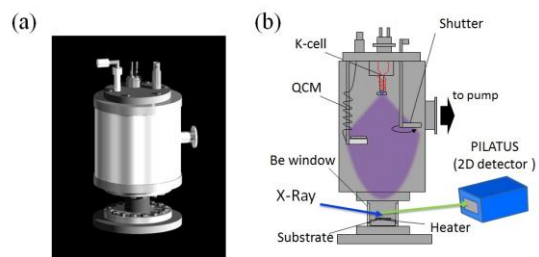 (a)
(b)
Shutter
K-cell
QCM
to pump
PILATUS
(2D detector )
Be window
X-Ray
Substrate
Heater